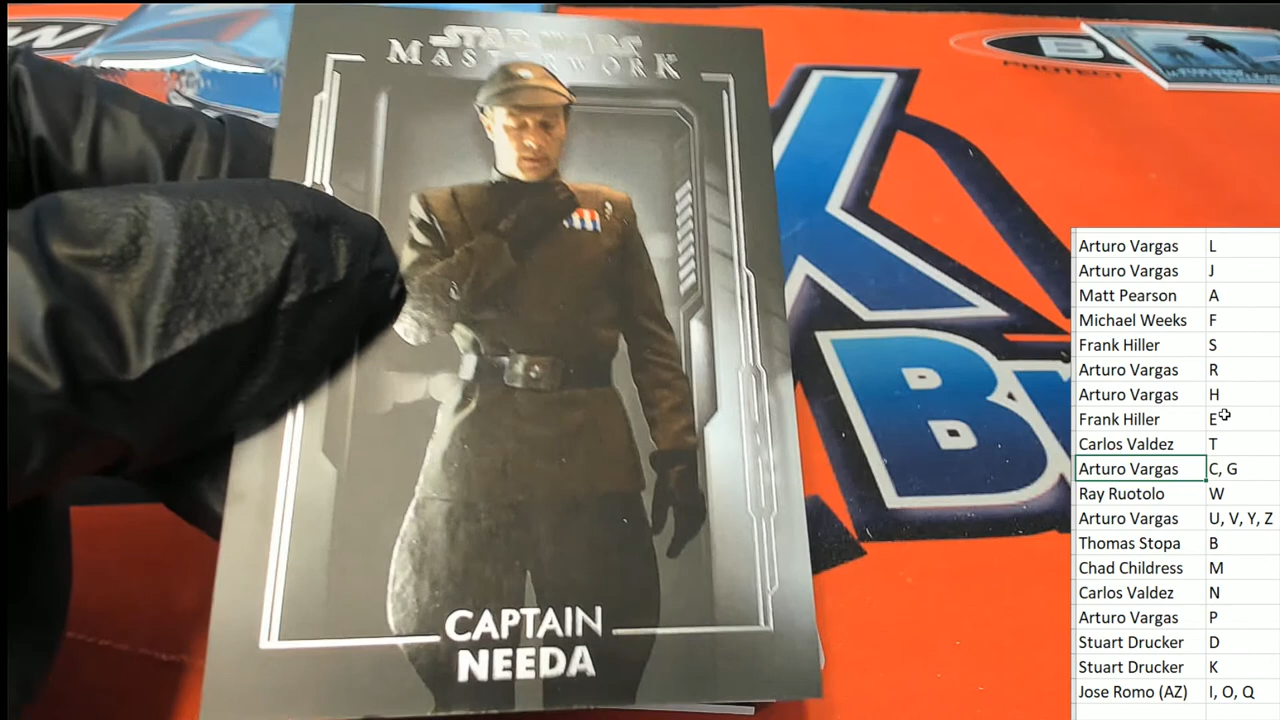 STAR WARS
MASTERWORK
CAPTAIN
NEEDA
PROTECT
B
Arturo Vargas L
Arturo Vargas J
Matt Pearson A
Michael Weeks F
Frank Hiller S
Arturo Vargas R
Arturo Vargas H
Frank Hiller E
Carlos Valdez T
Arturo Vargas C, G
Ray Ruotolo W
Arturo Vargas U, V, Y, Z
Thomas Stopa B
Chad Childress M
Carlos Valdez N
Arturo Vargas P
Stuart Drucker D
Stuart Drucker K
Jose Romo (AZ) I, O, Q